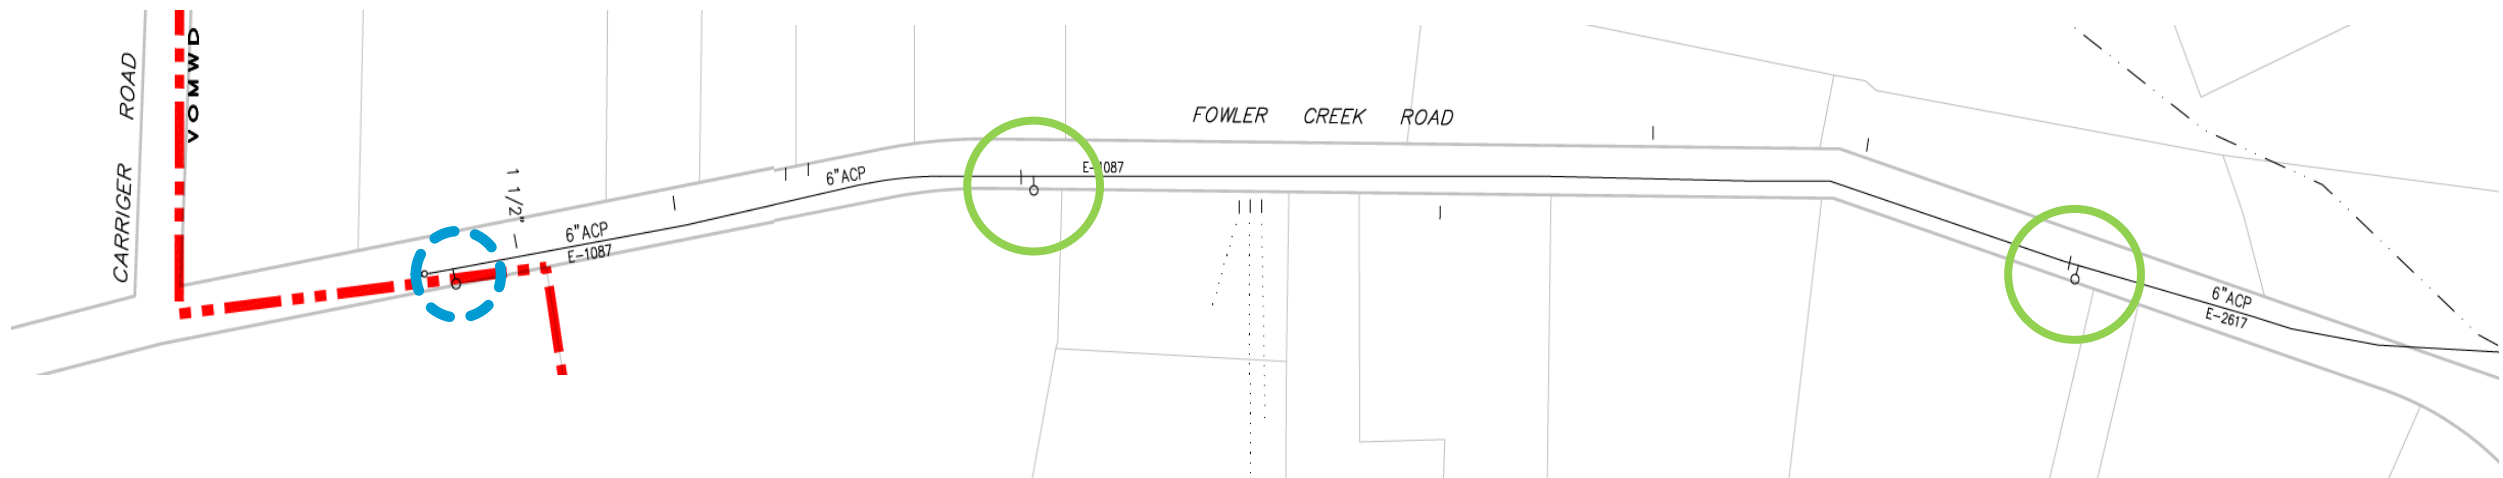 CARRIGER ROAD
VOMWD
1 1/2"
6"ACP
E-1087
6"ACP
E-1087
FOWLER CREEK ROAD
6"ACP
E-2617